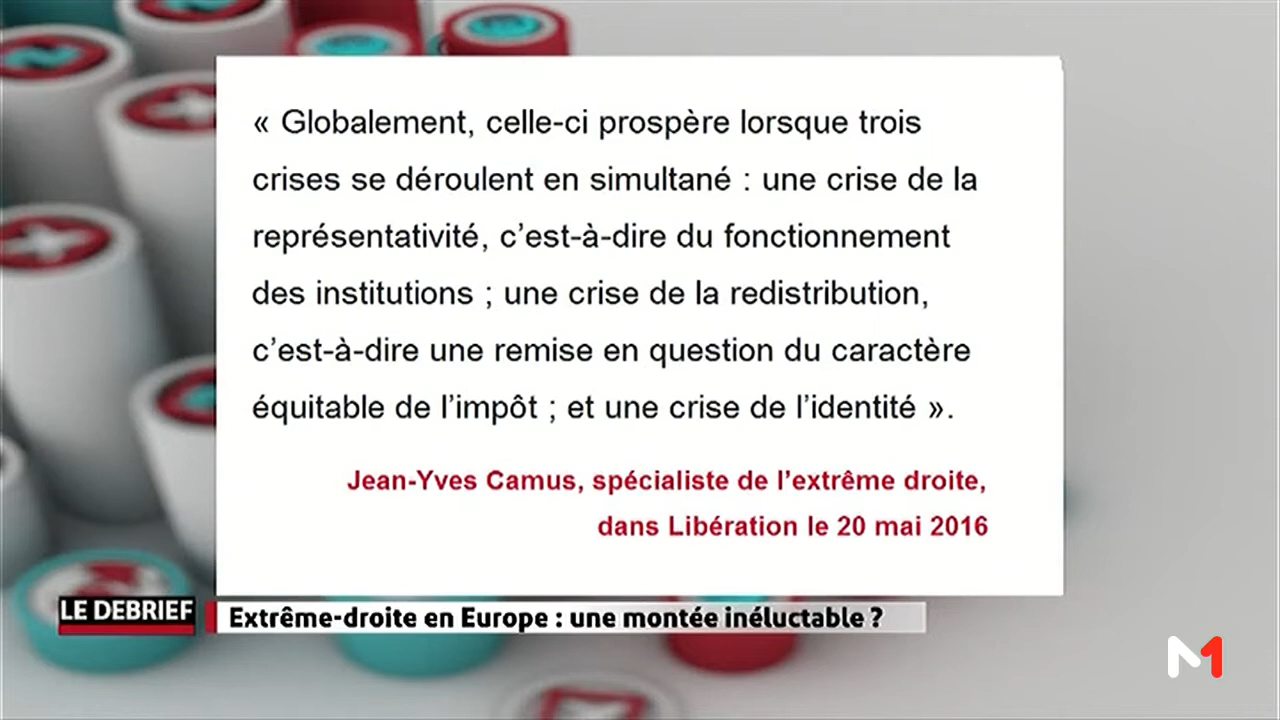 « Globalement, celle-ci prospère lorsque trois
crises se déroulent en simultané : une crise de la
représentativité, c’est-à-dire du fonctionnement
des institutions ; une crise de la redistribution,
c’est-à-dire une remise en question du caractère
équitable de l’impôt ; et une crise de l’identité ».
Jean-Yves Camus, spécialiste de l’extrême droite,
dans Libération le 20 mai 2016
LE DEBRIEF
Extrême-droite en Europe : une montée inéluctable ?
M1